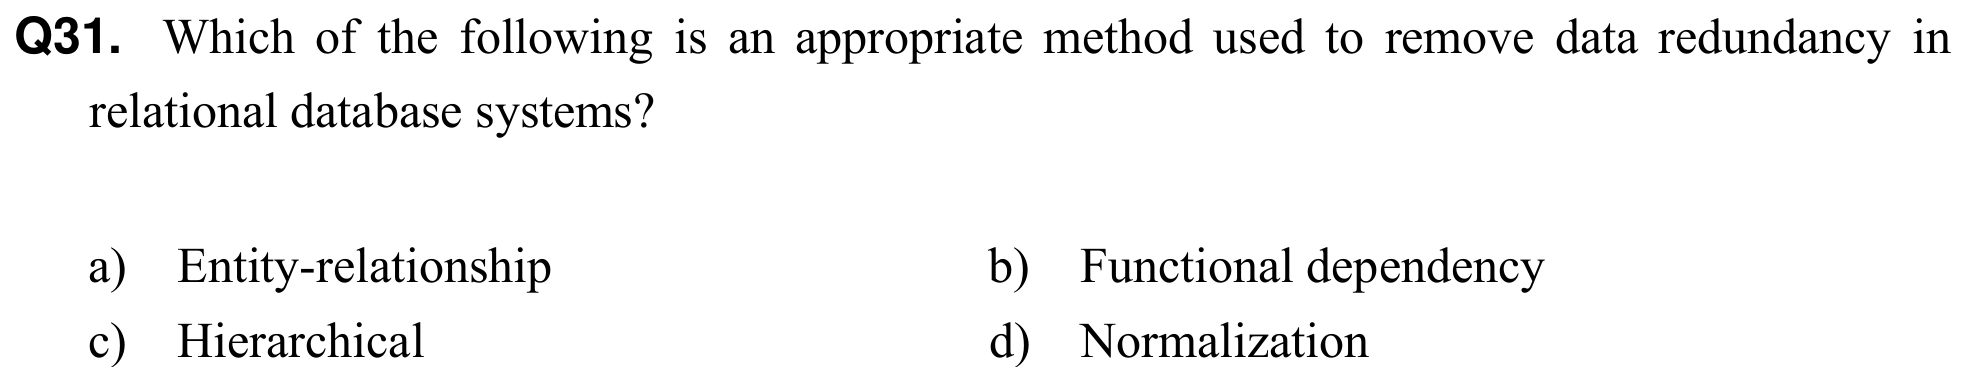 Q31. Which of the following is an appropriate method used to remove data redundancy in
relational database systems?
a) Entity-relationship b) Functional dependency
c) Hierarchical d) Normalization